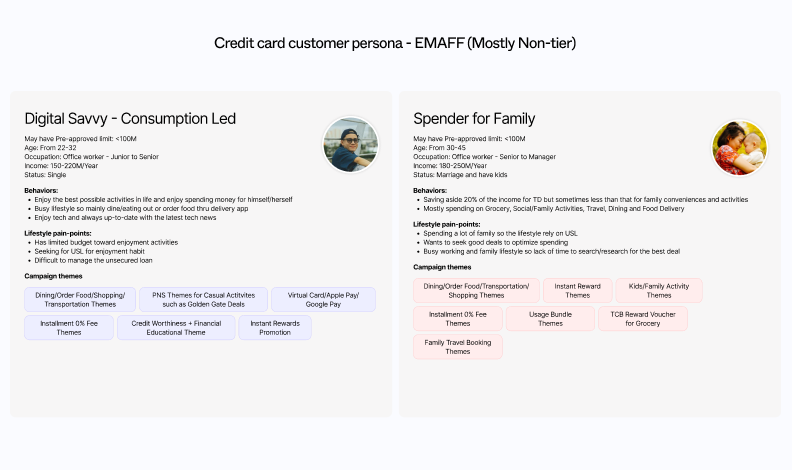 Credit card customer persona - EMAFF (Mostly Non-tier)
Digital Savvy - Consumption Led
May have Pre-approved limit: <100M
Age: From 22-32
Occupation: Office worker - Junior to Senior
Income: 150-220M/Year
Status: Single
Behaviors:
• Enjoy the best possible activities in life and enjoy spending money for himself/herself
• Busy lifestyle so mainly dine/eating out or order food thru delivery app
• Enjoy tech and always up-to-date with the latest tech news
Lifestyle pain-points:
• Has limited budget toward enjoyment activities
• Seeking for USL for enjoyment habit
• Difficult to manage the unsecured loan
Campaign themes
Dining/Order Food/Shopping/
Transportation Themes
PNS Themes for Casual Actitvites
such as Golden Gate Deals
Virtual Card/Apple Pay/
Google Pay
Installment 0% Fee
Themes
Credit Worthiness + Financial
Educational Theme
Instant Rewards
Promotion
Spender for Family
May have Pre-approved limit: <100M
Age: From 30-45
Occupation: Office worker - Senior to Manager
Income: 180-250M/Year
Status: Marriage and have kids
Behaviors:
• Saving aside 20% of the income for TD but sometimes less than that for family conveniences and activities
• Mostly spending on Grocery, Social/Family Activities, Travel, Dining and Food Delivery
Lifestyle pain-points:
• Spending a lot of family so the lifestyle rely on USL
• Wants to seek good deals to optimize spending
• Busy working and family lifestyle so lack of time to search/research for the best deal
Campaign themes
Dining/Order Food/Transportation/
Shopping Themes
Instant Reward
Themes
Kids/Family Activity
Themes
Installment 0% Fee
Themes
Usage Bundle
Themes
TCB Reward Voucher
for Grocery
Family Travel Booking
Themes